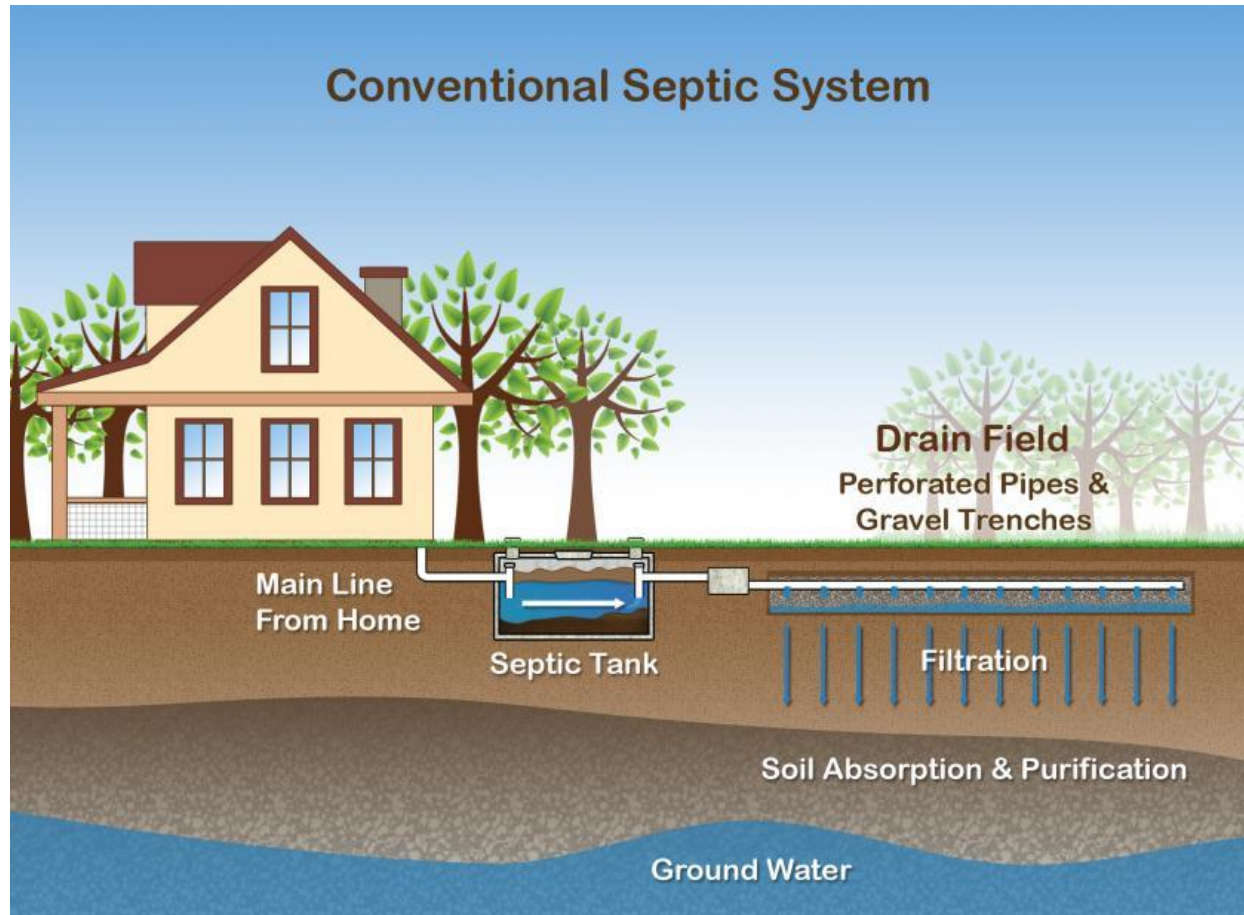 Conventional Septic System
Drain Field
Perforated Pipes &
Gravel Trenches
Main Line
From Home
Septic Tank
Filtration
Soil Absorption & Purification
Ground Water